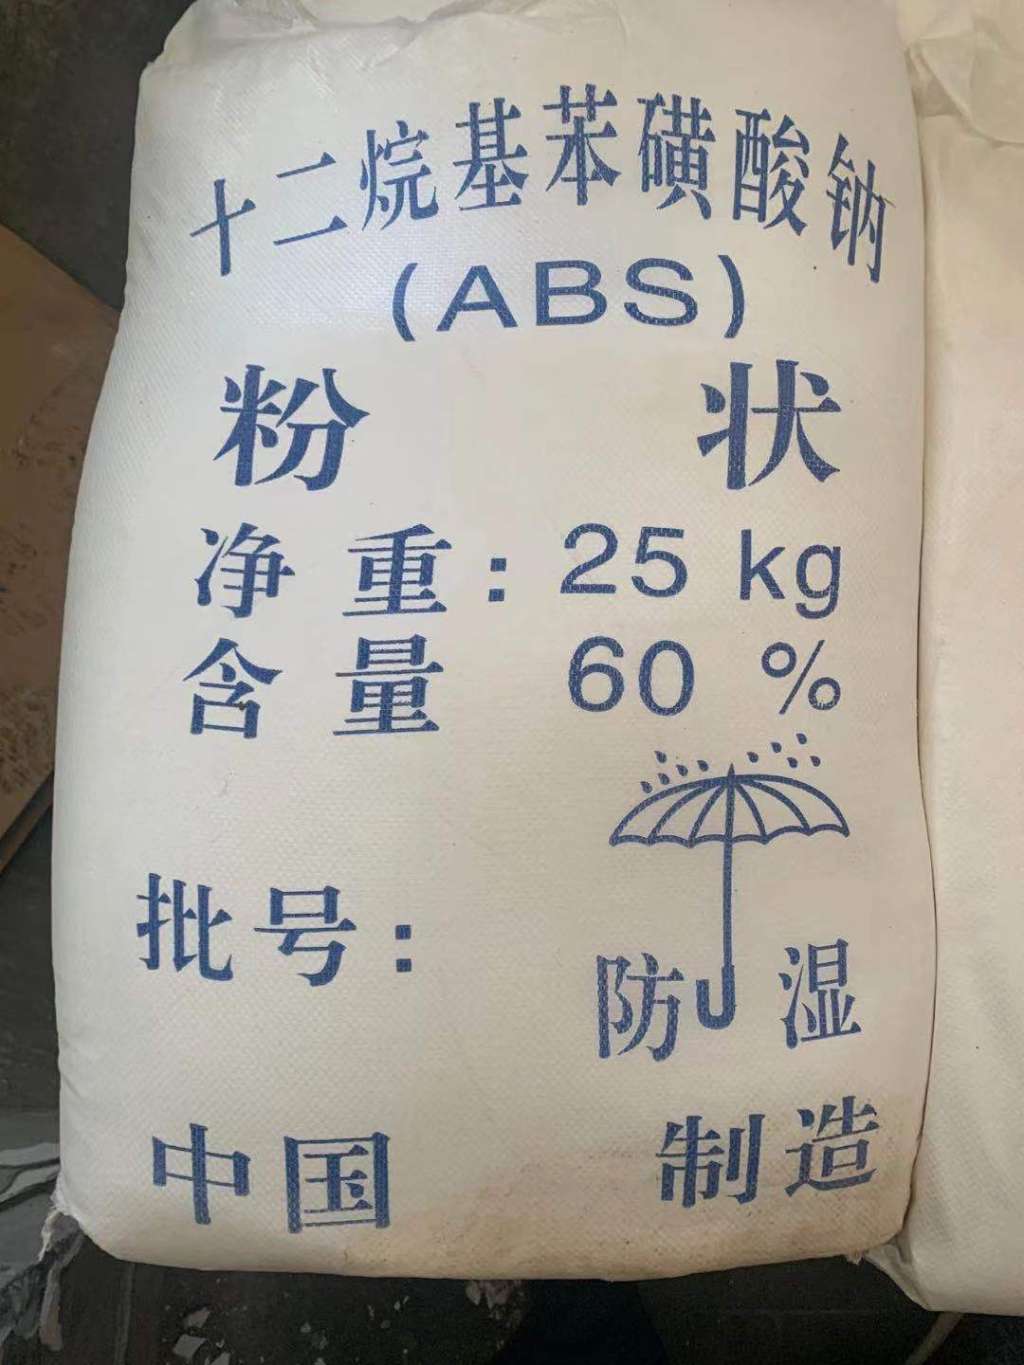 十二烷基苯磺酸钠
(ABS)
粉 状
净 重：25 kg
含 量 60 %
批号：
防 湿
中国 制造